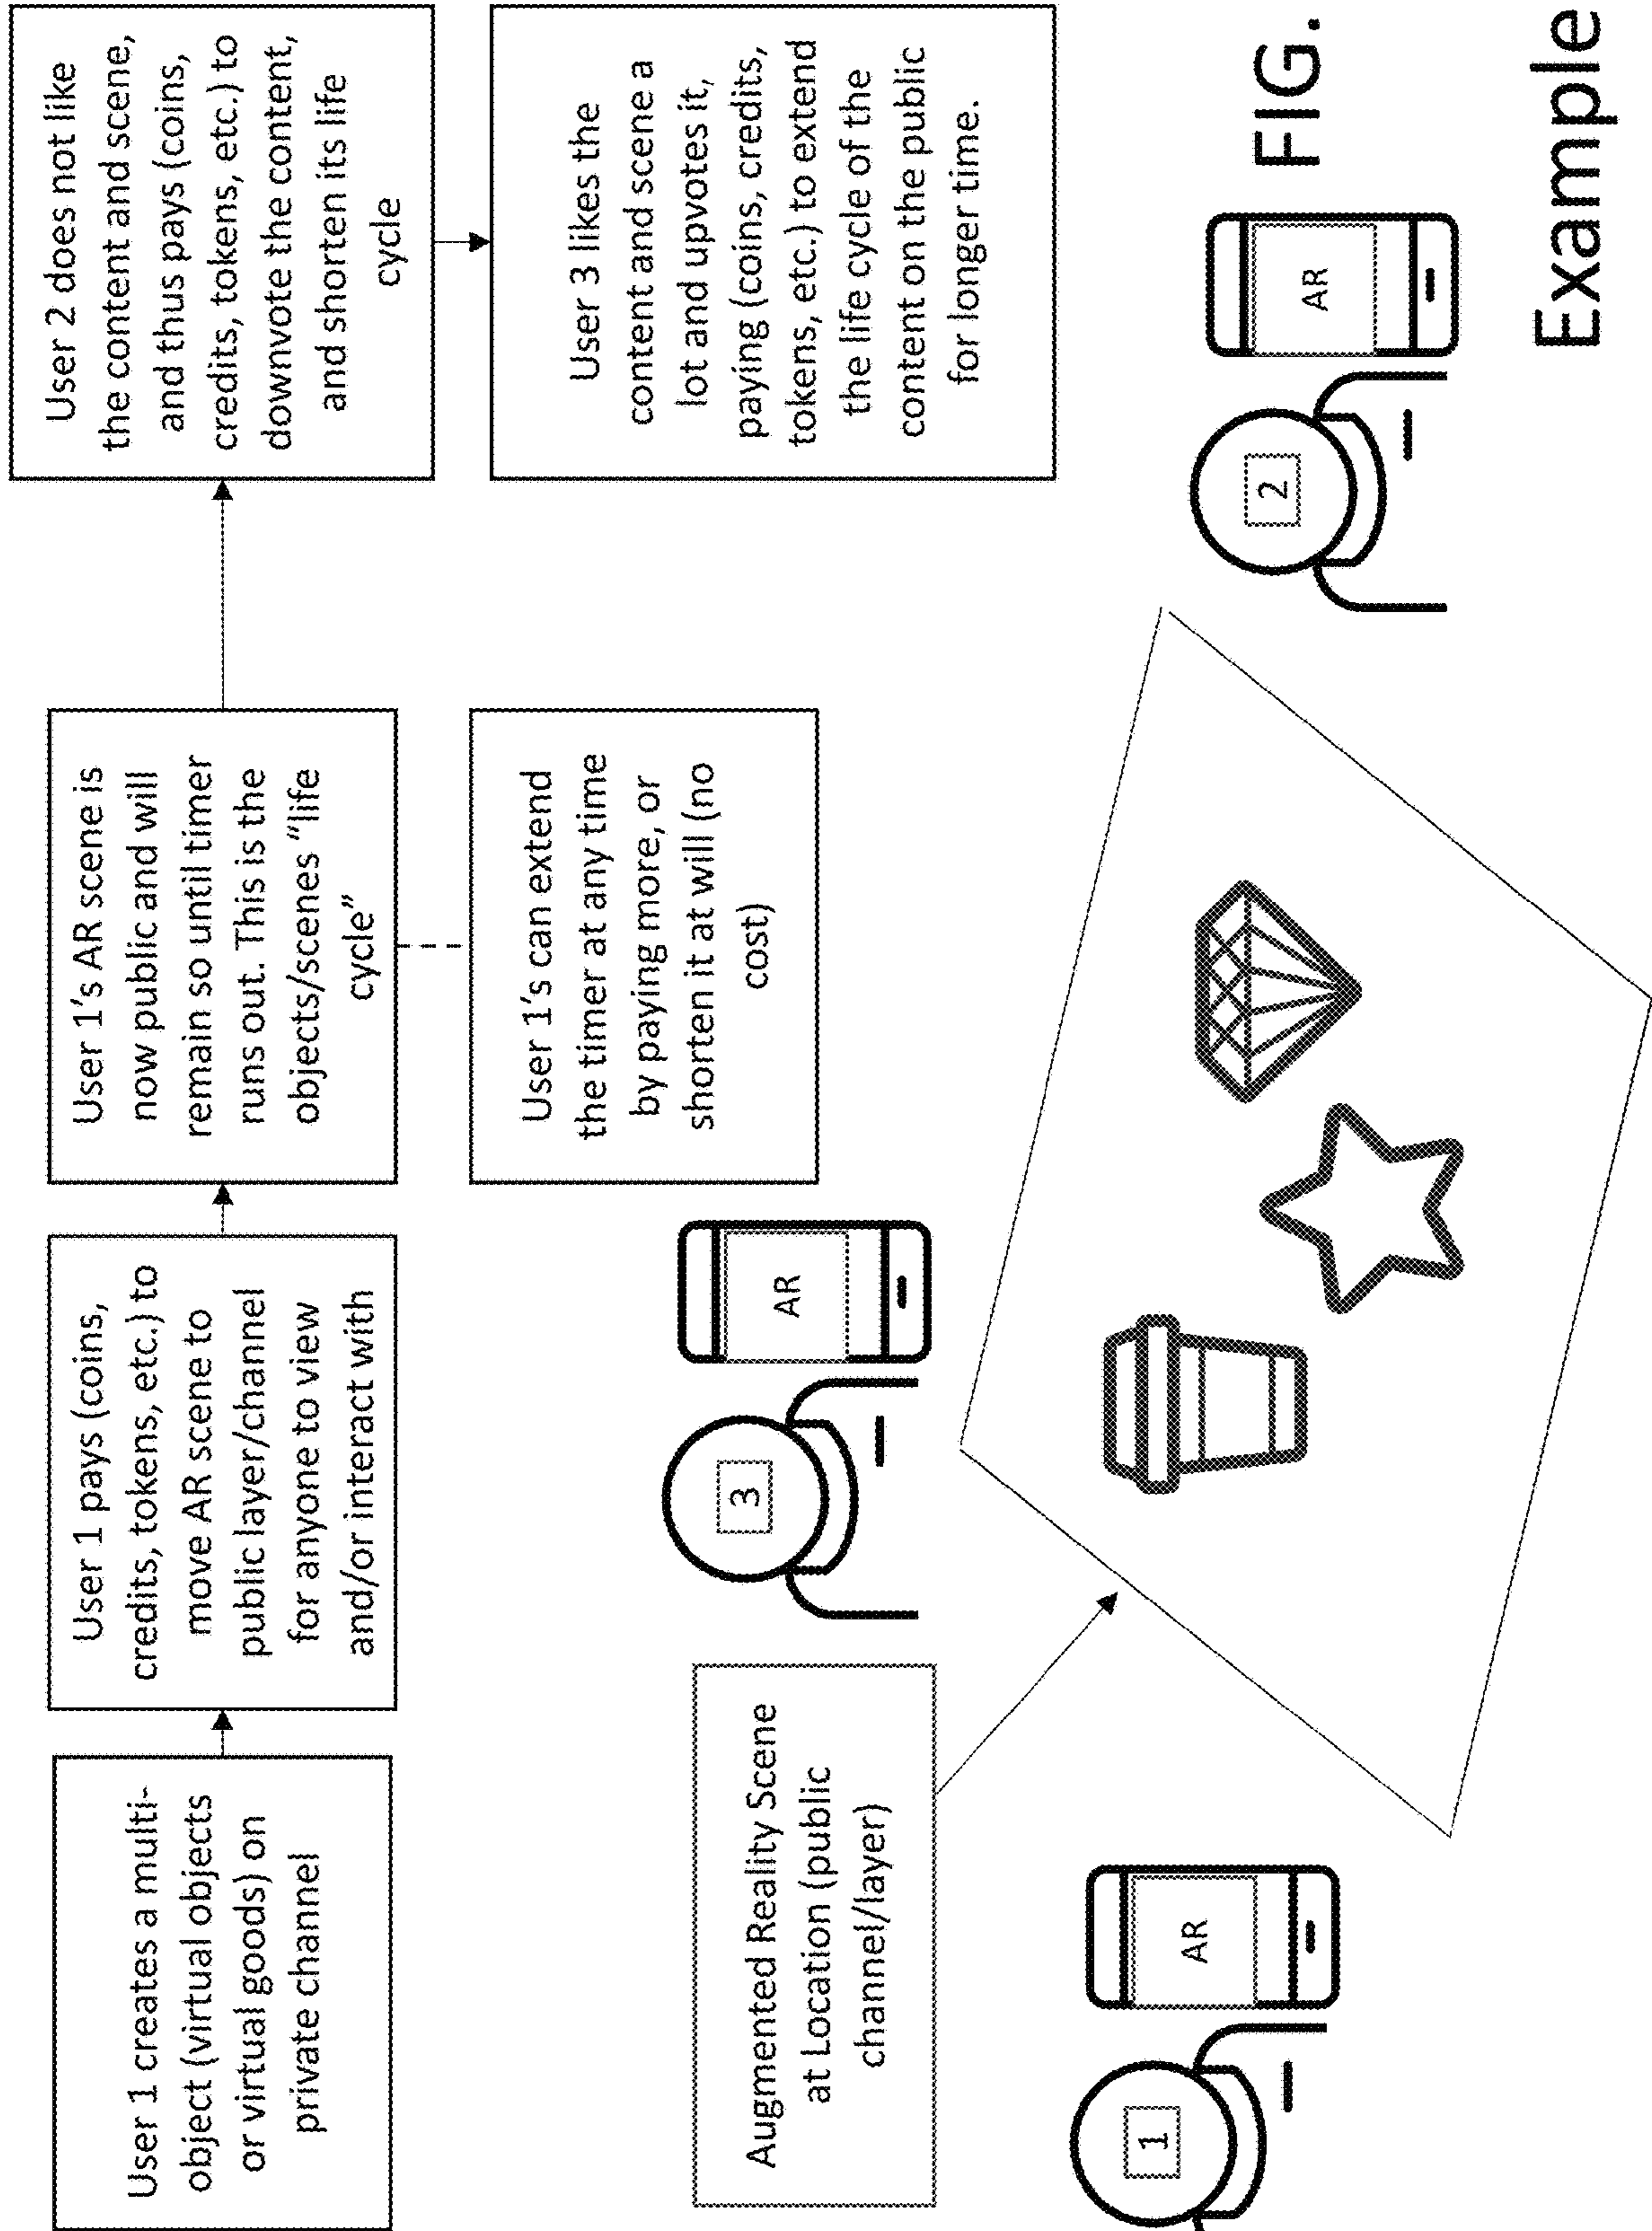 User 1 creates a multi-
object (virtual objects
or virtual goods) on
private channel
User 1 pays (coins,
credits, tokens, etc.) to
move AR scene to
public layer/channel
for anyone to view
and/or interact with
User 1's AR scene is
now public and will
remain so until timer
runs out. This is the
objects/scenes "life
cycle"
User 2 does not like
the content and scene,
and thus pays (coins,
credits, tokens, etc.) to
downvote the content,
and shorten its life
cycle
User 1's can extend
the timer at any time
by paying more, or
shorten it at will (no
cost)
User 3 likes the
content and scene a
lot and upvotes it,
paying (coins, credits,
tokens, etc.) to extend
the life cycle of the
content on the public
for longer time.
Augmented Reality Scene
at Location (public
channel/layer)
3
AR
1
AR
2
AR
FIG.
Example